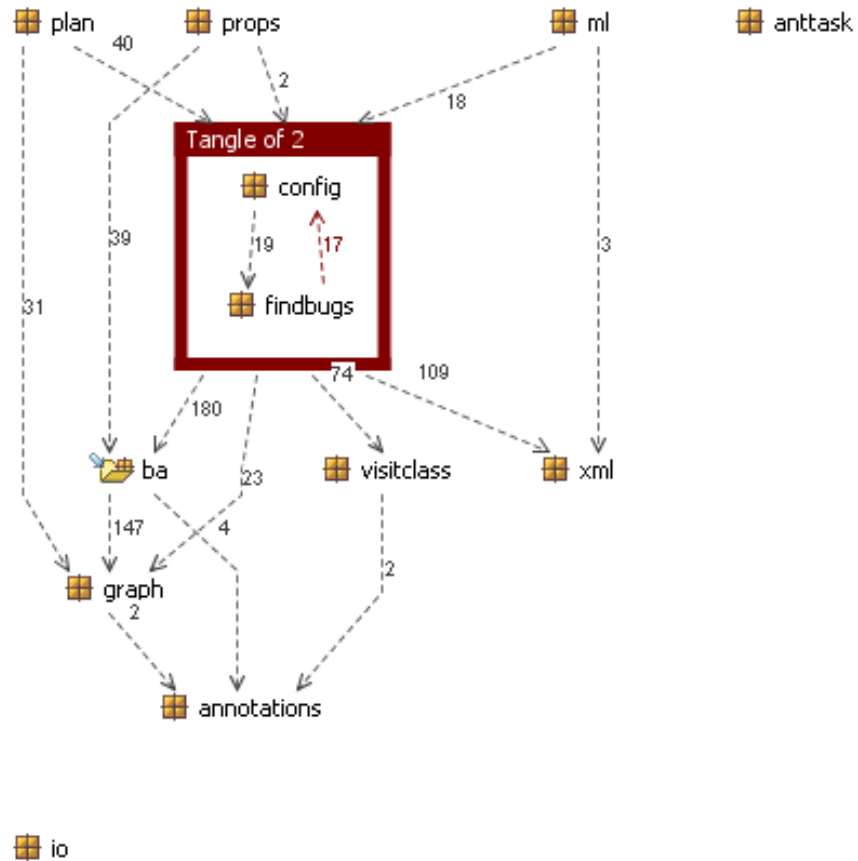 plan
props
ml
anttask
40
2
18
Tangle of 2
config
39
19
17
3
findbugs
31
74
109
180
ba
23
visitclass
xml
147
4
2
graph
2
annotations
io